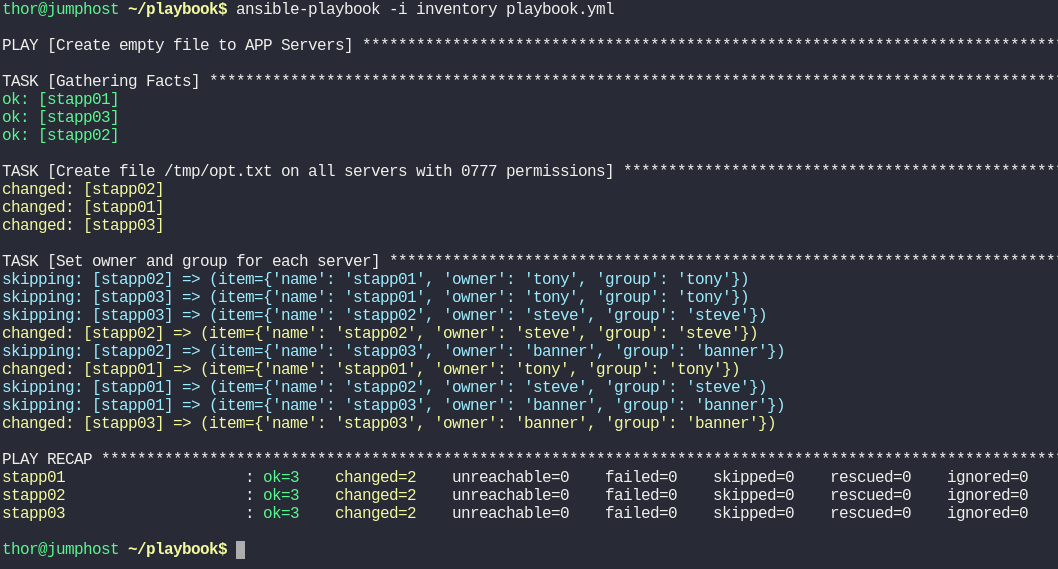 thor@jumphost ~/playbook$ ansible-playbook -i inventory playbook.yml
PLAY [Create empty file to APP Servers] *****************************************************************************
TASK [Gathering Facts] **********************************************************************************************
ok: [stapp01]
ok: [stapp03]
ok: [stapp02]
TASK [Create file /tmp/opt.txt on all servers with 0777 permissions] ************************************************
changed: [stapp02]
changed: [stapp01]
changed: [stapp03]
TASK [Set owner and group for each server] **************************************************************************
skipping: [stapp02] => (item={'name': 'stapp01', 'owner': 'tony', 'group': 'tony'})
skipping: [stapp03] => (item={'name': 'stapp01', 'owner': 'tony', 'group': 'tony'})
skipping: [stapp03] => (item={'name': 'stapp02', 'owner': 'steve', 'group': 'steve'})
changed: [stapp02] => (item={'name': 'stapp02', 'owner': 'steve', 'group': 'steve'})
skipping: [stapp02] => (item={'name': 'stapp03', 'owner': 'banner', 'group': 'banner'})
changed: [stapp01] => (item={'name': 'stapp01', 'owner': 'tony', 'group': 'tony'})
skipping: [stapp01] => (item={'name': 'stapp02', 'owner': 'steve', 'group': 'steve'})
skipping: [stapp01] => (item={'name': 'stapp03', 'owner': 'banner', 'group': 'banner'})
changed: [stapp03] => (item={'name': 'stapp03', 'owner': 'banner', 'group': 'banner'})
PLAY RECAP **********************************************************************************************************
stapp01                    : ok=3    changed=2    unreachable=0    failed=0    skipped=0    rescued=0    ignored=0
stapp02                    : ok=3    changed=2    unreachable=0    failed=0    skipped=0    rescued=0    ignored=0
stapp03                    : ok=3    changed=2    unreachable=0    failed=0    skipped=0    rescued=0    ignored=0
thor@jumphost ~/playbook$